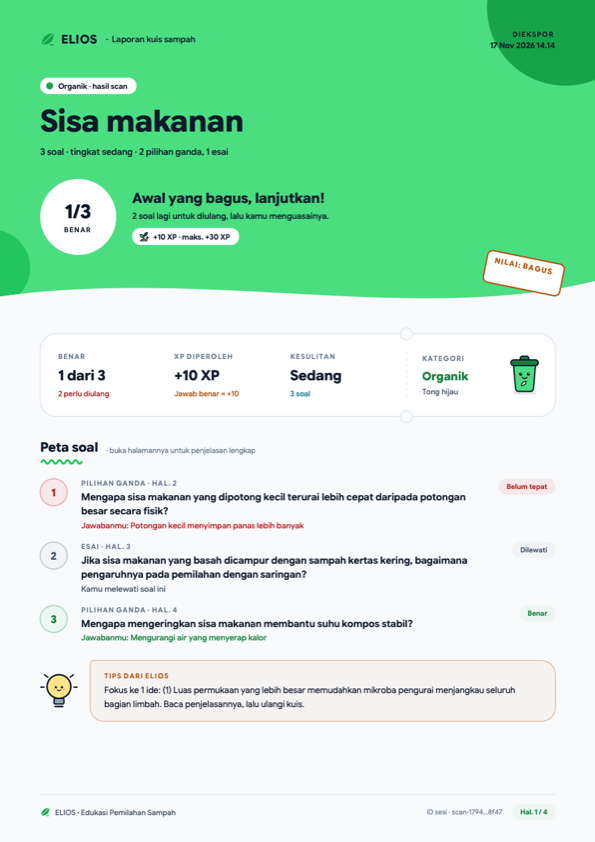 ELIOS · Laporan kuis sampah
DIEKSPOR
17 Nov 2026 14.14
Organik · hasil scan
Sisa makanan
3 soal · tingkat sedang · 2 pilihan ganda, 1 esai
1/3
BENAR
Awal yang bagus, lanjutkan!
2 soal lagi untuk diulang, lalu kamu menguasainya.
+10 XP · maks. +30 XP
NILAI: BAGUS
BENAR
1 dari 3
2 perlu diulang
XP DIPEROLEH
+10 XP
Jawab benar = +10
KESULITAN
Sedang
3 soal
KATEGORI
Organik
Tong hijau
Peta soal · buka halamannya untuk penjelasan lengkap
1
PILIHAN GANDA · HAL. 2
Mengapa sisa makanan yang dipotong kecil terurai lebih cepat daripada potongan
besar secara fisik?
Jawabanmu: Potongan kecil menyimpan panas lebih banyak
Belum tepat
2
ESAI · HAL. 3
Jika sisa makanan yang basah dicampur dengan sampah kertas kering, bagaimana
pengaruhnya pada pemilahan dengan saringan?
Kamu melewati soal ini
Dilewati
3
PILIHAN GANDA · HAL. 4
Mengapa mengeringkan sisa makanan membantu suhu kompos stabil?
Jawabanmu: Mengurangi air yang menyerap kalor
Benar
TIPS DARI ELIOS
Fokus ke 1 ide: (1) Luas permukaan yang lebih besar memudahkan mikroba pengurai menjangkau seluruh
bagian limbah. Baca penjelasannya, lalu ulangi kuis.
ELIOS · Edukasi Pemilahan Sampah
ID sesi · scan-1794...8f47
Hal. 1 / 4